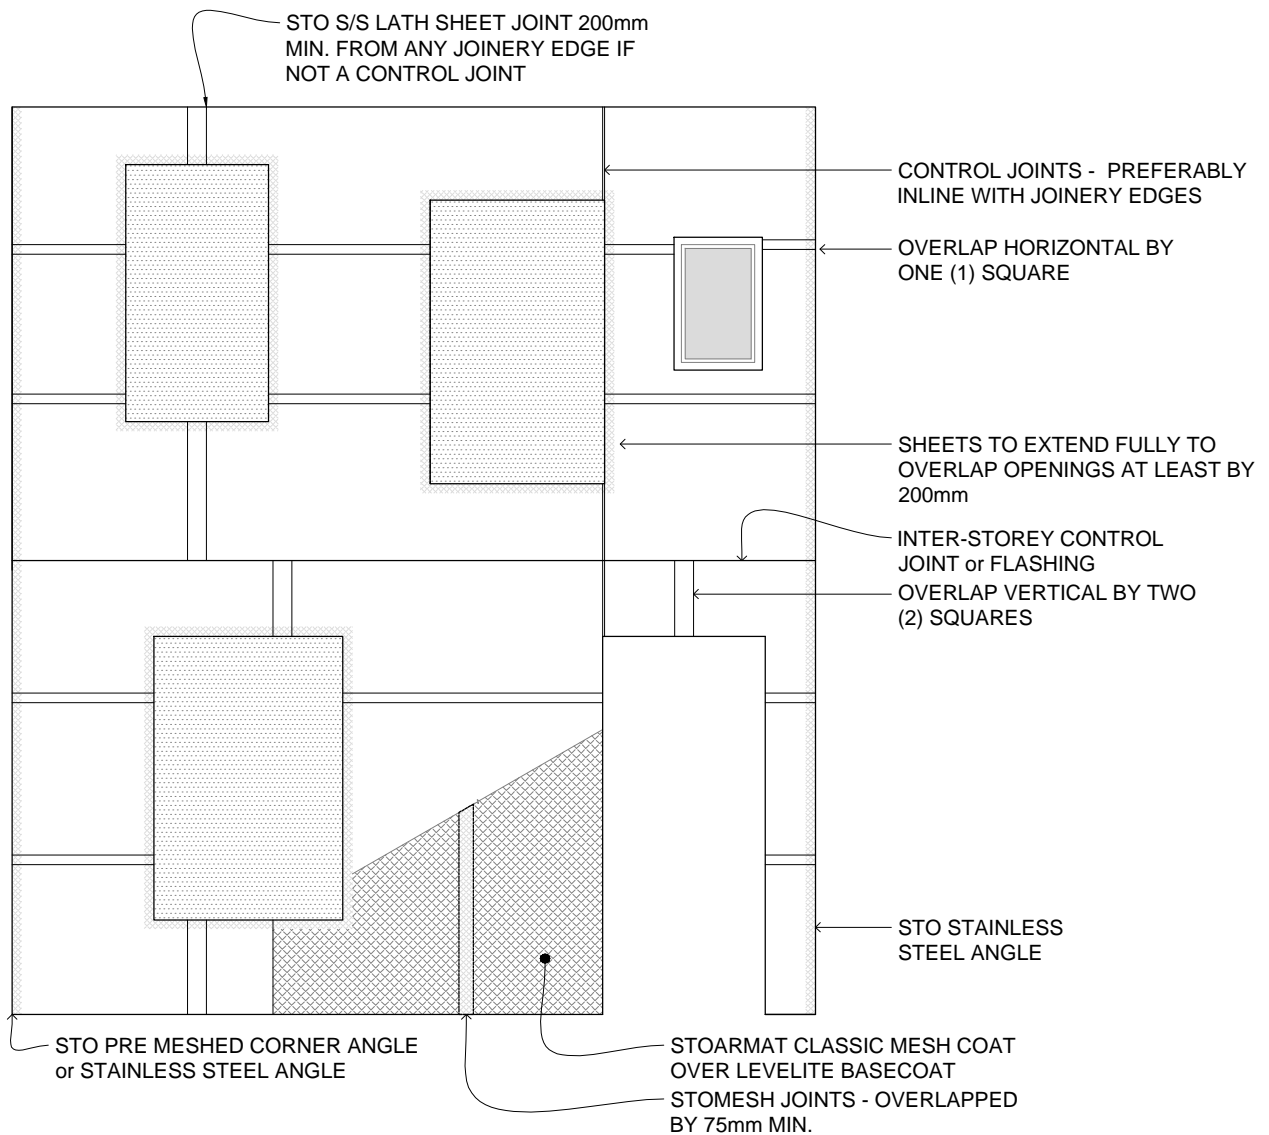 STO S/S LATH SHEET JOINT 200mm
MIN. FROM ANY JOINERY EDGE IF
NOT A CONTROL JOINT
CONTROL JOINTS - PREFERABLY
INLINE WITH JOINERY EDGES
OVERLAP HORIZONTAL BY
ONE (1) SQUARE
SHEETS TO EXTEND FULLY TO
OVERLAP OPENINGS AT LEAST BY
200mm
INTER-STOREY CONTROL
JOINT or FLASHING
OVERLAP VERTICAL BY TWO
(2) SQUARES
STO STAINLESS
STEEL ANGLE
STO PRE MESHED CORNER ANGLE
or STAINLESS STEEL ANGLE
STOARMAT CLASSIC MESH COAT
OVER LEVELITE BASECOAT
STOMESH JOINTS - OVERLAPPED
BY 75mm MIN.